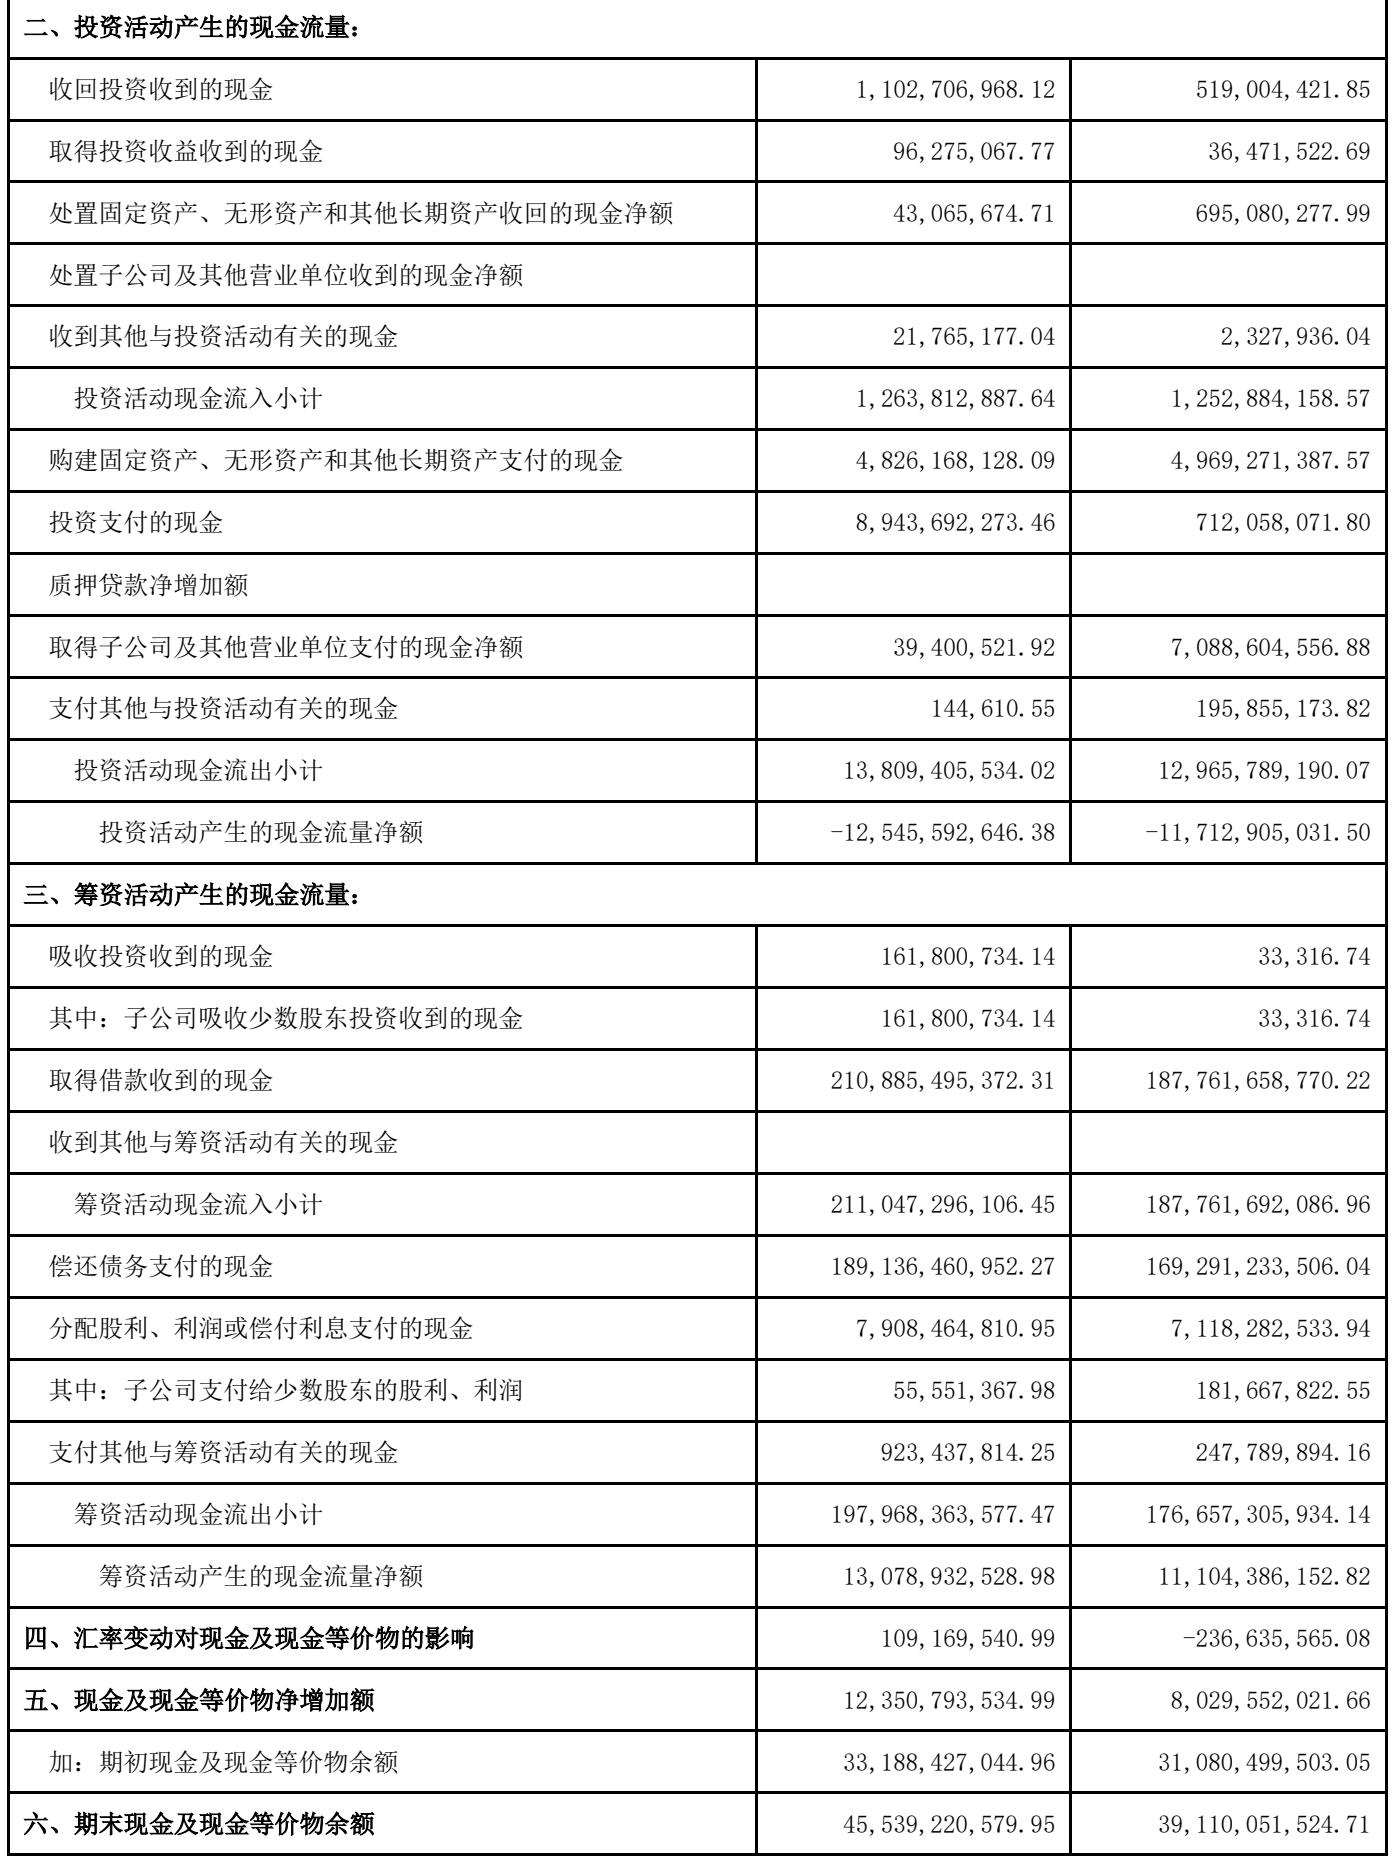 二、投资活动产生的现金流量：
收回投资收到的现金 1,102,706,968.12 519,004,421.85
取得投资收益收到的现金 96,275,067.77 36,471,522.69
处置固定资产、无形资产和其他长期资产收回的现金净额 43,065,674.71 695,080,277.99
处置子公司及其他营业单位收到的现金净额
收到其他与投资活动有关的现金 21,765,177.04 2,327,936.04
投资活动现金流入小计 1,263,812,887.64 1,252,884,158.57
购建固定资产、无形资产和其他长期资产支付的现金 4,826,168,128.09 4,969,271,387.57
投资支付的现金 8,943,692,273.46 712,058,071.80
质押贷款净增加额
取得子公司及其他营业单位支付的现金净额 39,400,521.92 7,088,604,556.88
支付其他与投资活动有关的现金 144,610.55 195,855,173.82
投资活动现金流出小计 13,809,405,534.02 12,965,789,190.07
投资活动产生的现金流量净额 -12,545,592,646.38 -11,712,905,031.50
三、筹资活动产生的现金流量：
吸收投资收到的现金 161,800,734.14 33,316.74
其中：子公司吸收少数股东投资收到的现金 161,800,734.14 33,316.74
取得借款收到的现金 210,885,495,372.31 187,761,658,770.22
收到其他与筹资活动有关的现金
筹资活动现金流入小计 211,047,296,106.45 187,761,692,086.96
偿还债务支付的现金 189,136,460,952.27 169,291,233,506.04
分配股利、利润或偿付利息支付的现金 7,908,464,810.95 7,118,282,533.94
其中：子公司支付给少数股东的股利、利润 55,551,367.98 181,667,822.55
支付其他与筹资活动有关的现金 923,437,814.25 247,789,894.16
筹资活动现金流出小计 197,968,363,577.47 176,657,305,934.14
筹资活动产生的现金流量净额 13,078,932,528.98 11,104,386,152.82
四、汇率变动对现金及现金等价物的影响 109,169,540.99 -236,635,565.08
五、现金及现金等价物净增加额 12,350,793,534.99 8,029,552,021.66
加：期初现金及现金等价物余额 33,188,427,044.96 31,080,499,503.05
六、期末现金及现金等价物余额 45,539,220,579.95 39,110,051,524.71